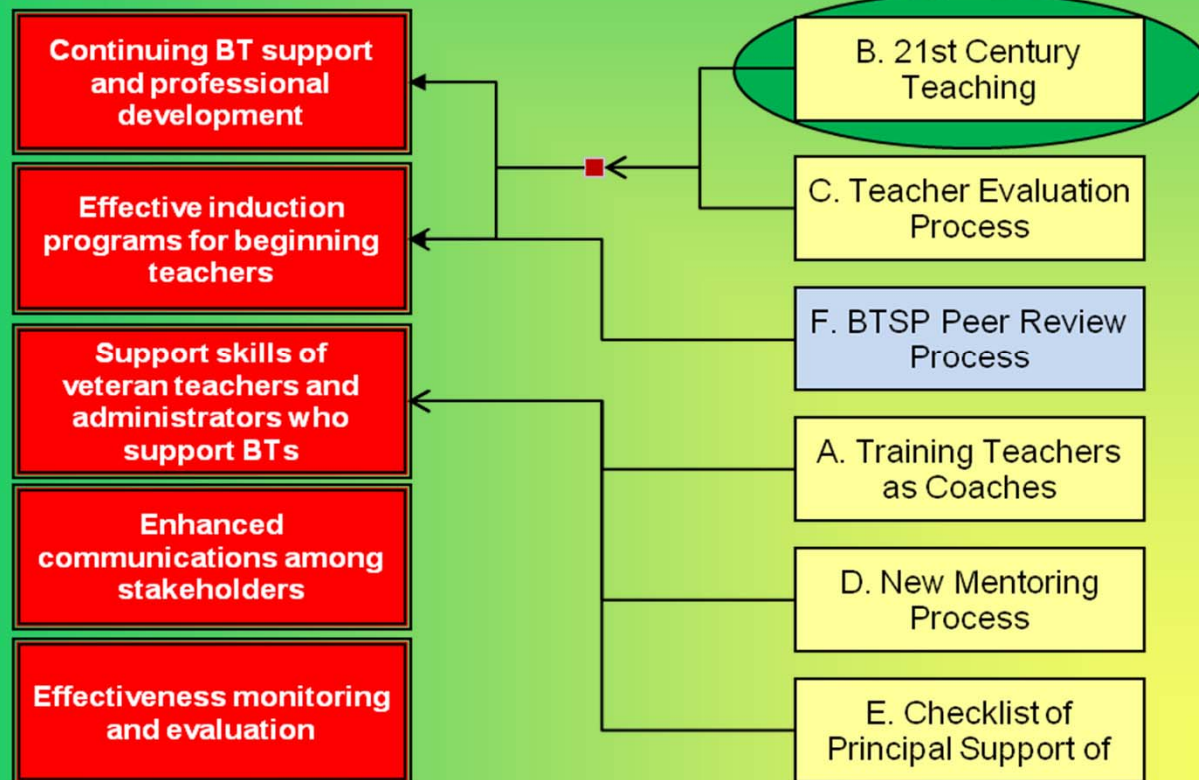 Continuing BT support
and professional
development
Effective induction
programs for beginning
teachers
Support skills of
veteran teachers and
administrators who
support BTs
Enhanced
communications among
stakeholders
Effectiveness monitoring
and evaluation
B. 21st Century
Teaching
C. Teacher Evaluation
Process
F. BTSP Peer Review
Process
A. Training Teachers
as Coaches
D. New Mentoring
Process
E. Checklist of
Principal Support of